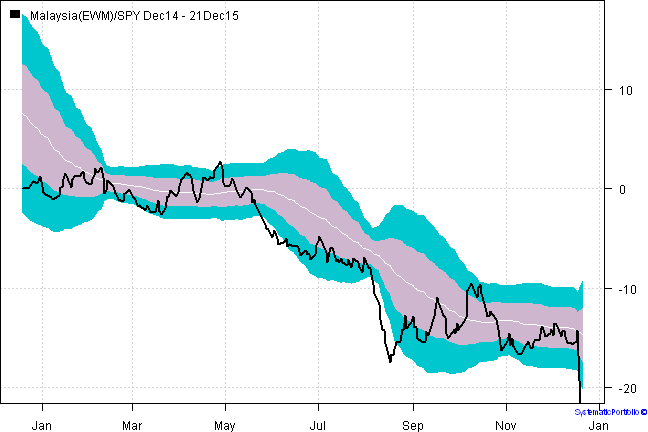 Malaysia(EWM)/SPY Dec14 - 21Dec15
10
0
-10
-20
Jan Mar May Jul Sep Nov Jan
SystematicPortfolio ©